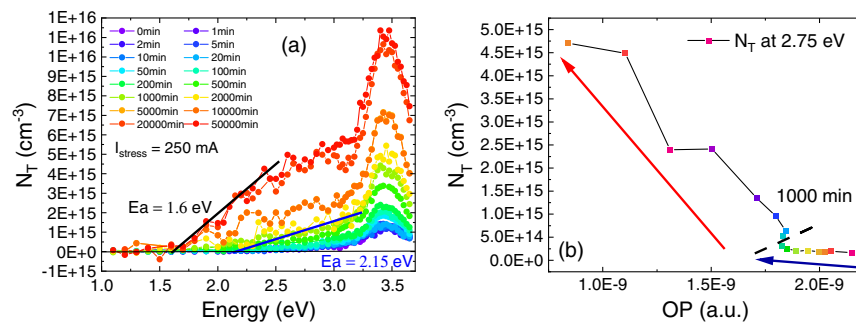 1E+16
1E+16
9E+15
8E+15
7E+15
6E+15
5E+15
4E+15
3E+15
2E+15
1E+15
0E+00
-1E+15
N_T (cm⁻³)
0min 1min
2min 5min
10min 20min
50min 100min
200min 500min
1000min 2000min
5000min 10000min
20000min 50000min
(a)
I_stress = 250 mA
Ea = 1.6 eV
Ea = 2.15 eV
1.0 1.5 2.0 2.5 3.0 3.5
Energy (eV)
5.0E+15
4.5E+15
4.0E+15
3.5E+15
3.0E+15
2.5E+15
2.0E+15
1.5E+15
1.0E+15
5.0E+14
0.0E+00
N_T (cm⁻³)
N_T at 2.75 eV
1000 min
(b)
1.0E-9 1.5E-9 2.0E-9
OP (a.u.)